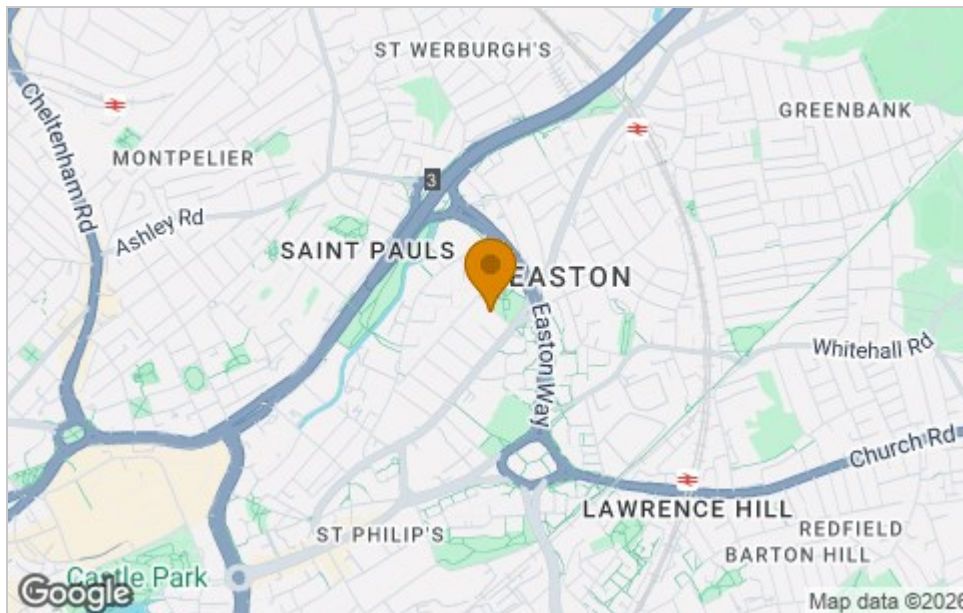 ST WERBURGH'S
GREENBANK
Cheltenham Rd
MONTPELIER
3
Ashley Rd
SAINT PAULS
EASTON
Easton Way
Whitehall Rd
Church Rd
LAWRENCE HILL
ST PHILIP'S
REDFIELD
BARTON HILL
Castle Park
Google
Map data ©2026